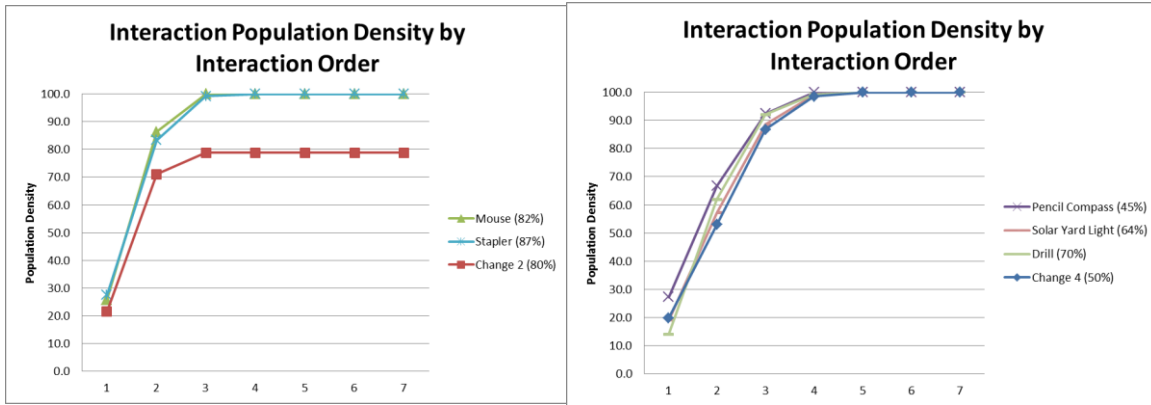 Interaction Population Density by
Interaction Order
Population Density
100.0
90.0
80.0
70.0
60.0
50.0
40.0
30.0
20.0
10.0
0.0
1 2 3 4 5 6 7
Mouse (82%)
Stapler (87%)
Change 2 (80%)
Interaction Population Density by
Interaction Order
Population Density
100.0
90.0
80.0
70.0
60.0
50.0
40.0
30.0
20.0
10.0
0.0
1 2 3 4 5 6 7
Pencil Compass (45%)
Solar Yard Light (64%)
Drill (70%)
Change 4 (50%)